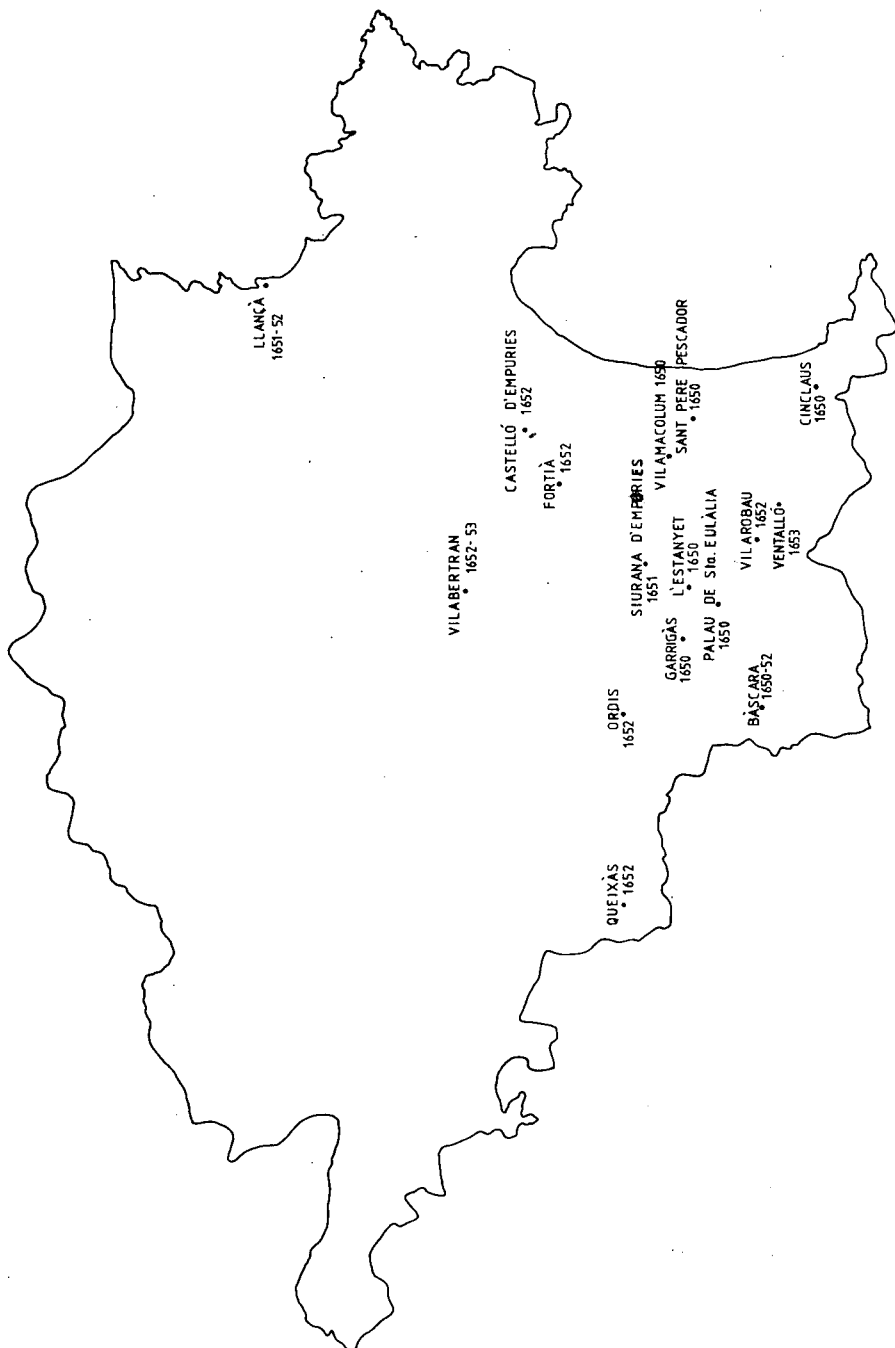 LLANÇÀ
1651-52
CASTELLÓ D'EMPURIES
1652
FORTIÀ
1652
VILABERTRAN
1652-53
SIURANA D'EMPÚRIES
1651
VILAMACOLUM 1650
SANT PERE PESCADOR
1650
L'ESTANYET
1650
GARRIGÀS
1650
PALAU DE Sta. EULÀLIA
1650
ORDIS
1652
QUEIXÀS
1652
BÀSCARA
1650-52
VILAROBAU
1652
VENTALLÓ
1653
CINCLAUS
1650